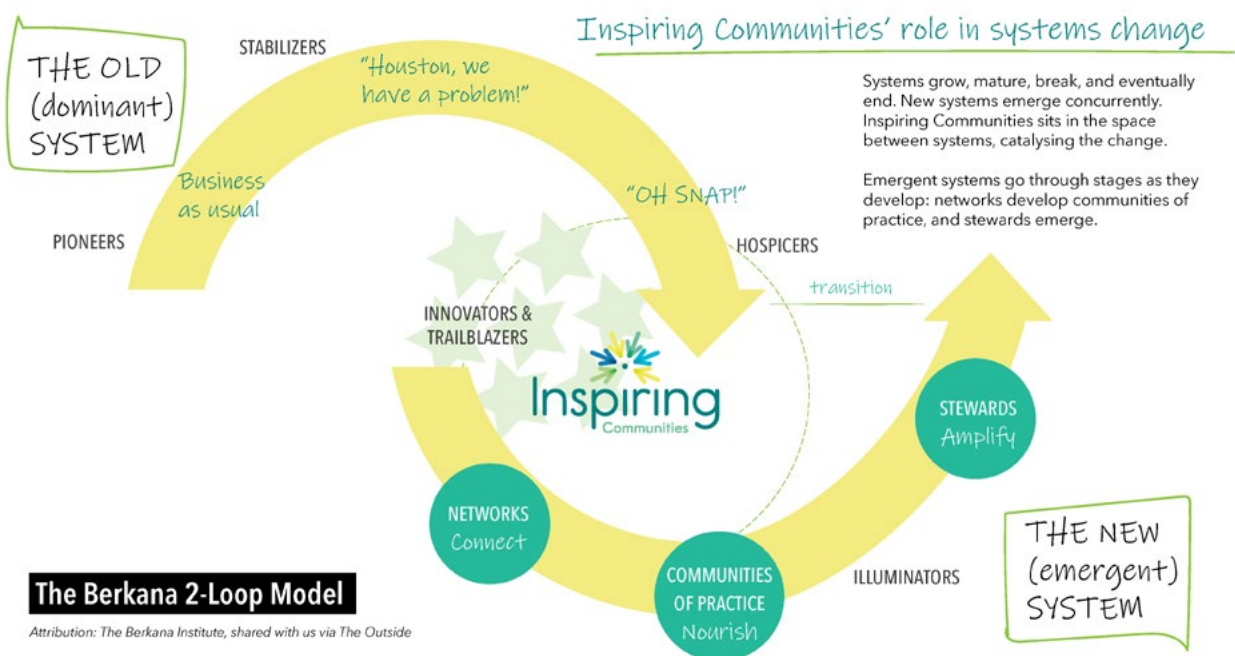 Inspiring Communities' role in systems change
THE OLD
(dominant)
SYSTEM
STABILIZERS
"Houston, we
have a problem!"
Business
as usual
PIONEERS
"OH SNAP!"
HOSPICERS
Systems grow, mature, break, and eventually
end. New systems emerge concurrently.
Inspiring Communities sits in the space
between systems, catalysing the change.
Emergent systems go through stages as they
develop: networks develop communities of
practice, and stewards emerge.
transition
INNOVATORS &
TRAILBLAZERS
Inspiring
Communities
STEWARDS
Amplify
NETWORKS
Connect
COMMUNITIES
OF PRACTICE
Nourish
ILLUMINATORS
THE NEW
(emergent)
SYSTEM
The Berkana 2-Loop Model
Attribution: The Berkana Institute, shared with us via The Outside